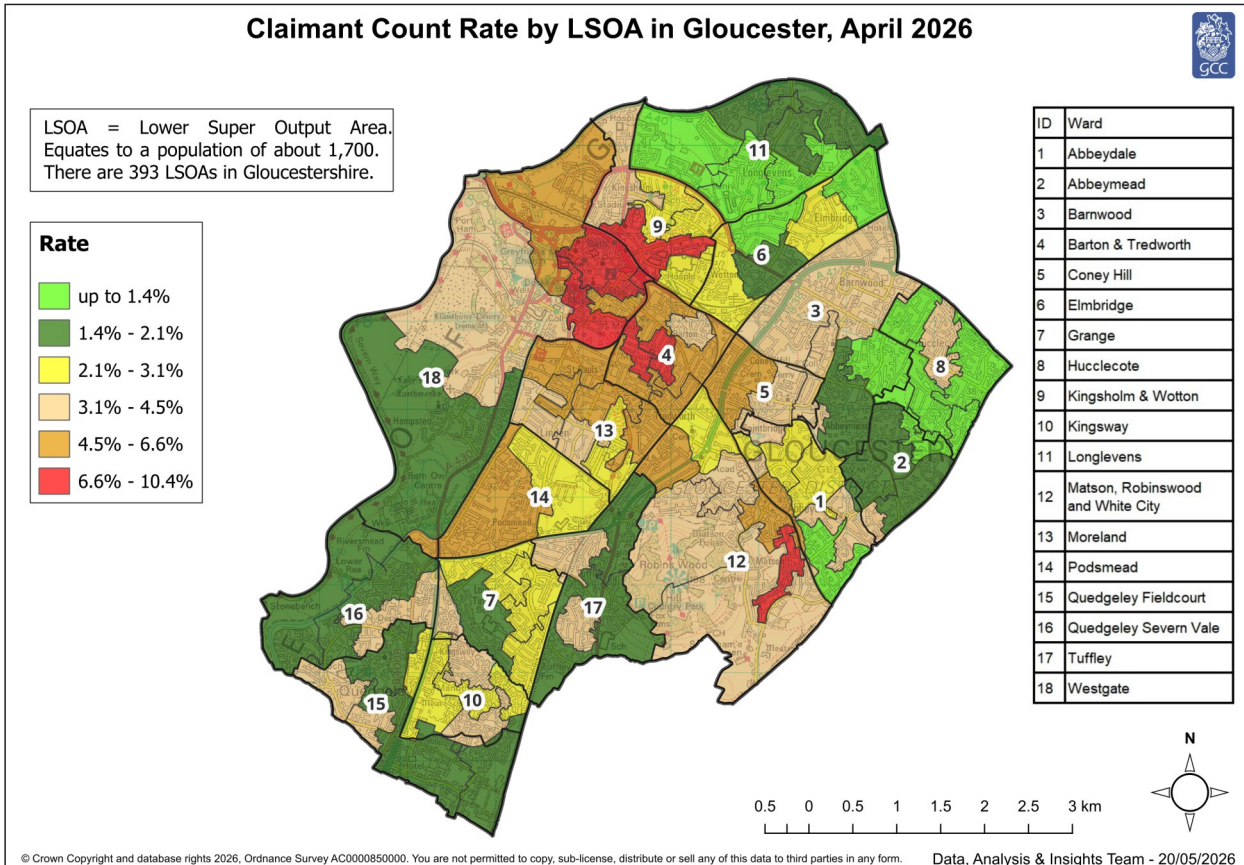 Claimant Count Rate by LSOA in Gloucester, April 2026
GCC
LSOA = Lower Super Output Area.
Equates to a population of about 1,700.
There are 393 LSOAs in Gloucestershire.
Rate
up to 1.4%
1.4% - 2.1%
2.1% - 3.1%
3.1% - 4.5%
4.5% - 6.6%
6.6% - 10.4%
ID Ward
1 Abbeydale
2 Abbeymead
3 Barnwood
4 Barton & Tredworth
5 Coney Hill
6 Elmbridge
7 Grange
8 Hucclecote
9 Kingsholm & Wotton
10 Kingsway
11 Longlevens
12 Matson, Robinswood
and White City
13 Moreland
14 Podsmead
15 Quedgeley Fieldcourt
16 Quedgeley Severn Vale
17 Tuffley
18 Westgate
11
Longlevens
Kingsholm
9
Elmbridge
6
Wotton
Barnwood
3
4
8
18
5
Hempsted
13
GLOUCESTER
Abbeymead
2
14
1
Podsmead
12
Robins Wood
Hill
Country Park
7
17
16
Stonebench
Kingsway
10
15
N
0.5 0 0.5 1 1.5 2 2.5 3 km
© Crown Copyright and database rights 2026, Ordnance Survey AC0000850000. You are not permitted to copy, sub-license, distribute or sell any of this data to third parties in any form.
Data, Analysis & Insights Team - 20/05/2026